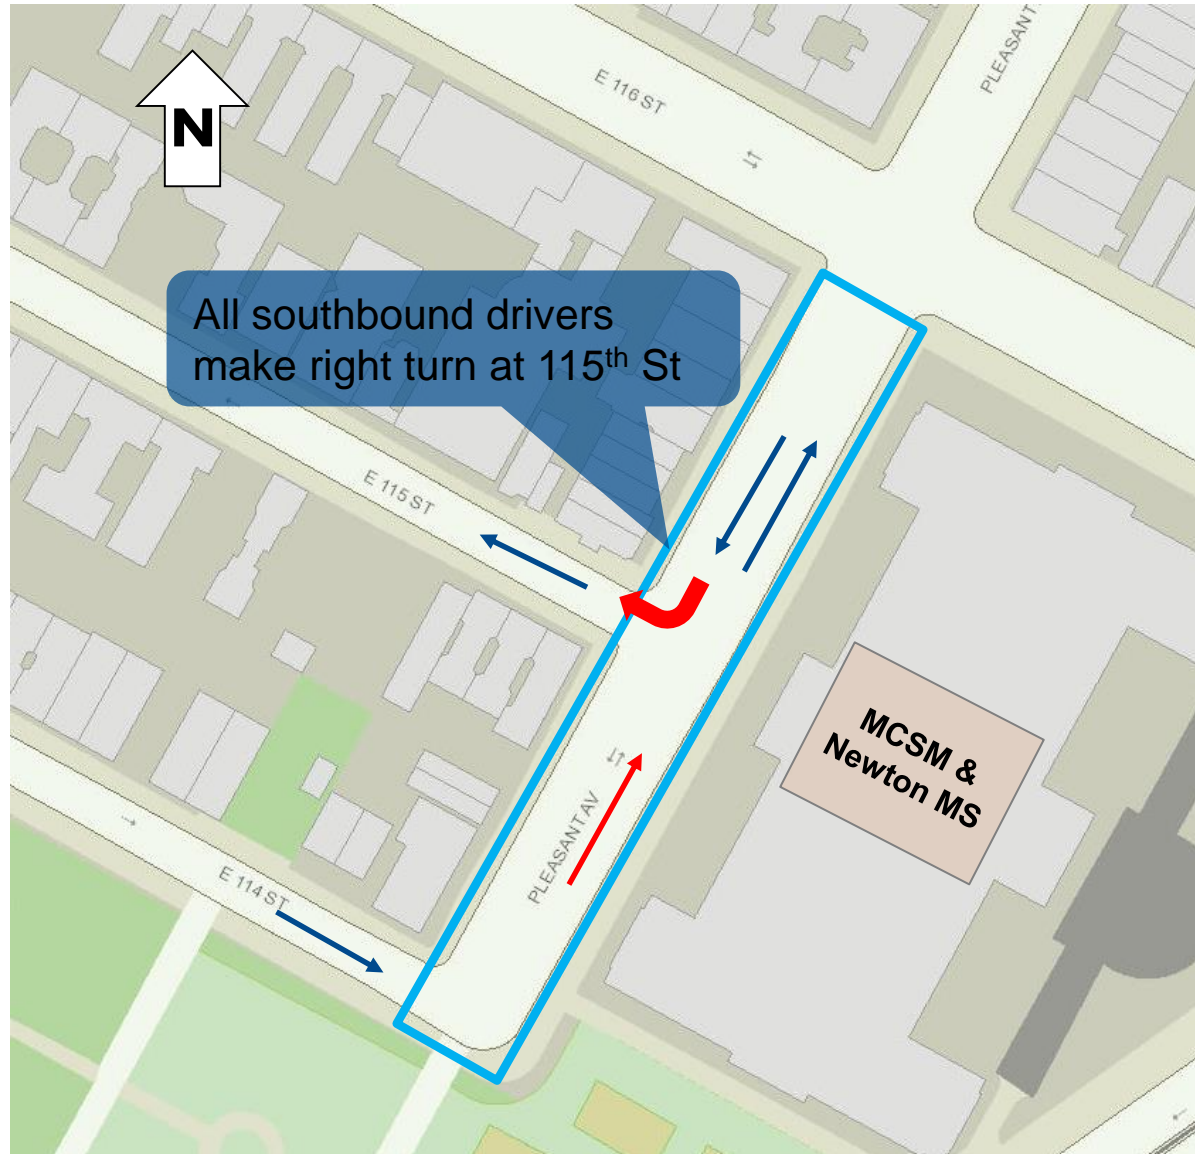 E 116 ST
PLEASANT
N
All southbound drivers
make right turn at 115th St
E 115 ST
MCSM &
Newton MS
PLEASANT AV
E 114 ST